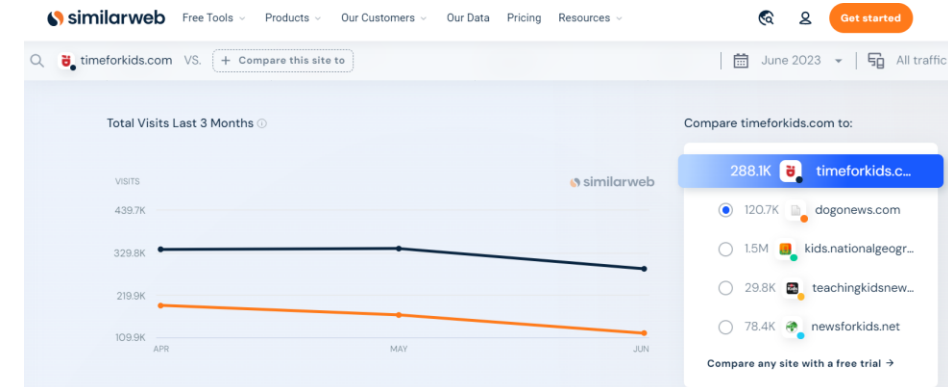 similarweb Free Tools Products Our Customers Our Data Pricing Resources Get started
timeforkids.com VS. + Compare this site to June 2023 All traffic
Total Visits Last 3 Months
Compare timeforkids.com to:
VISITS
similarweb
439.7K
329.8K
219.9K
109.9K
APR MAY JUN
288.1K timeforkids.c...
120.7K dogonews.com
1.5M kids.nationalgeogr...
29.8K teachingkidsnew...
78.4K newsforkids.net
Compare any site with a free trial →